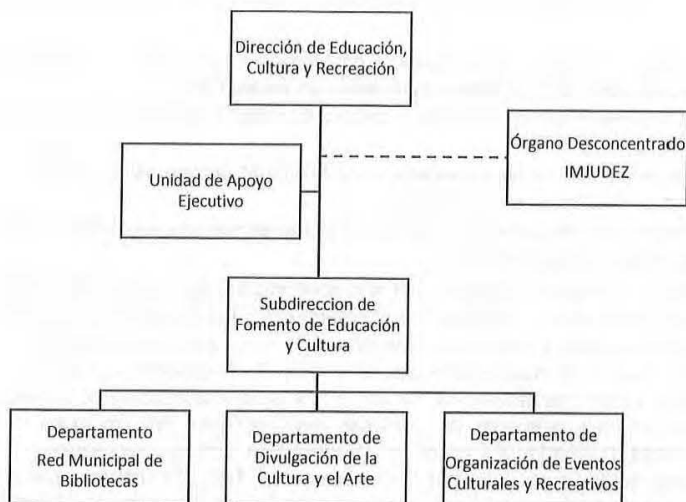 Dirección de Educación,
Cultura y Recreación
Órgano Desconcentrado
IMJUDEZ
Unidad de Apoyo
Ejecutivo
Subdireccion de
Fomento de Educación
y Cultura
Departamento
Red Municipal de
Bibliotecas
Departamento de
Divulgación de la
Cultura y el Arte
Departamento de
Organización de Eventos
Culturales y Recreativos